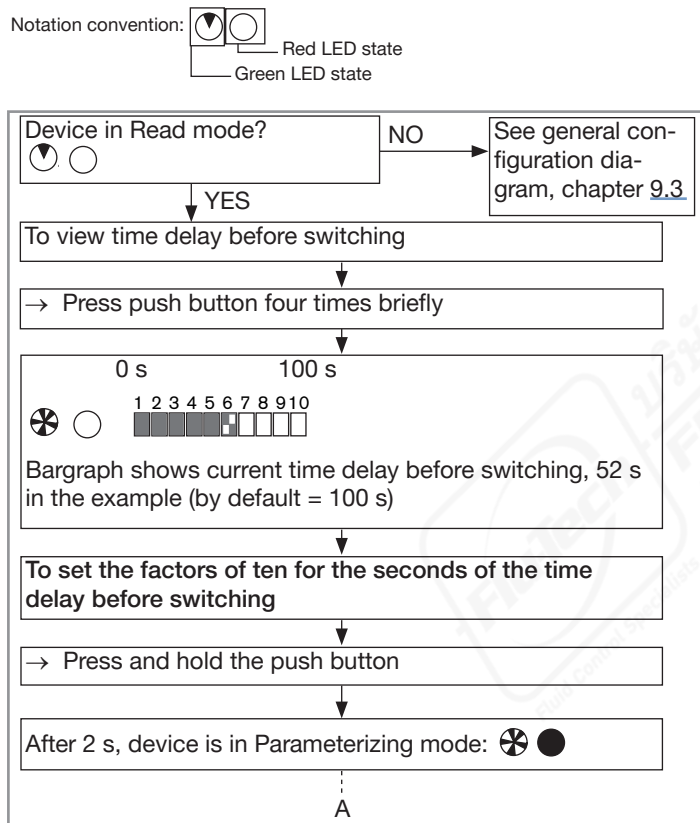 Notation convention:
Red LED state
Green LED state
Device in Read mode?
NO
See general con-
figuration dia-
gram, chapter 9.3
YES
To view time delay before switching
→ Press push button four times briefly
0 s 100 s
1 2 3 4 5 6 7 8 9 10
Bargraph shows current time delay before switching, 52 s
in the example (by default = 100 s)
To set the factors of ten for the seconds of the time
delay before switching
→ Press and hold the push button
After 2 s, device is in Parameterizing mode:
A
Fluid Control Specialists